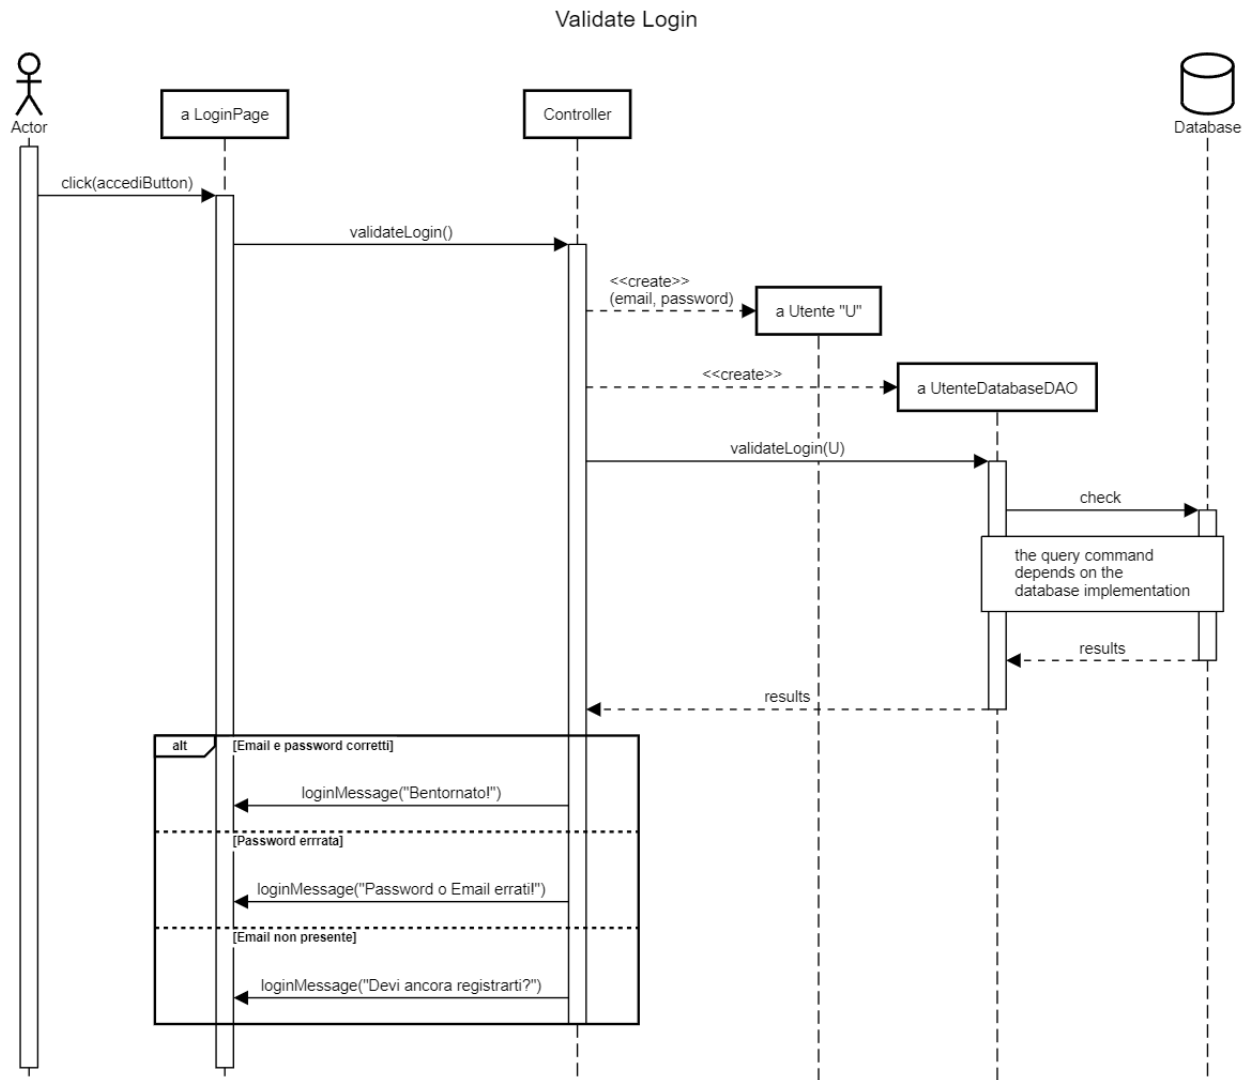 Validate Login
Actor
a LoginPage
Controller
Database
click(accediButton)
validateLogin()
<<create>>
(email, password)
a Utente "U"
<<create>>
a UtenteDatabaseDAO
validateLogin(U)
check
the query command
depends on the
database implementation
results
results
alt
[Email e password corretti]
loginMessage("Bentornato!")
[Password errrata]
loginMessage("Password o Email errati!")
[Email non presente]
loginMessage("Devi ancora registrarti?")